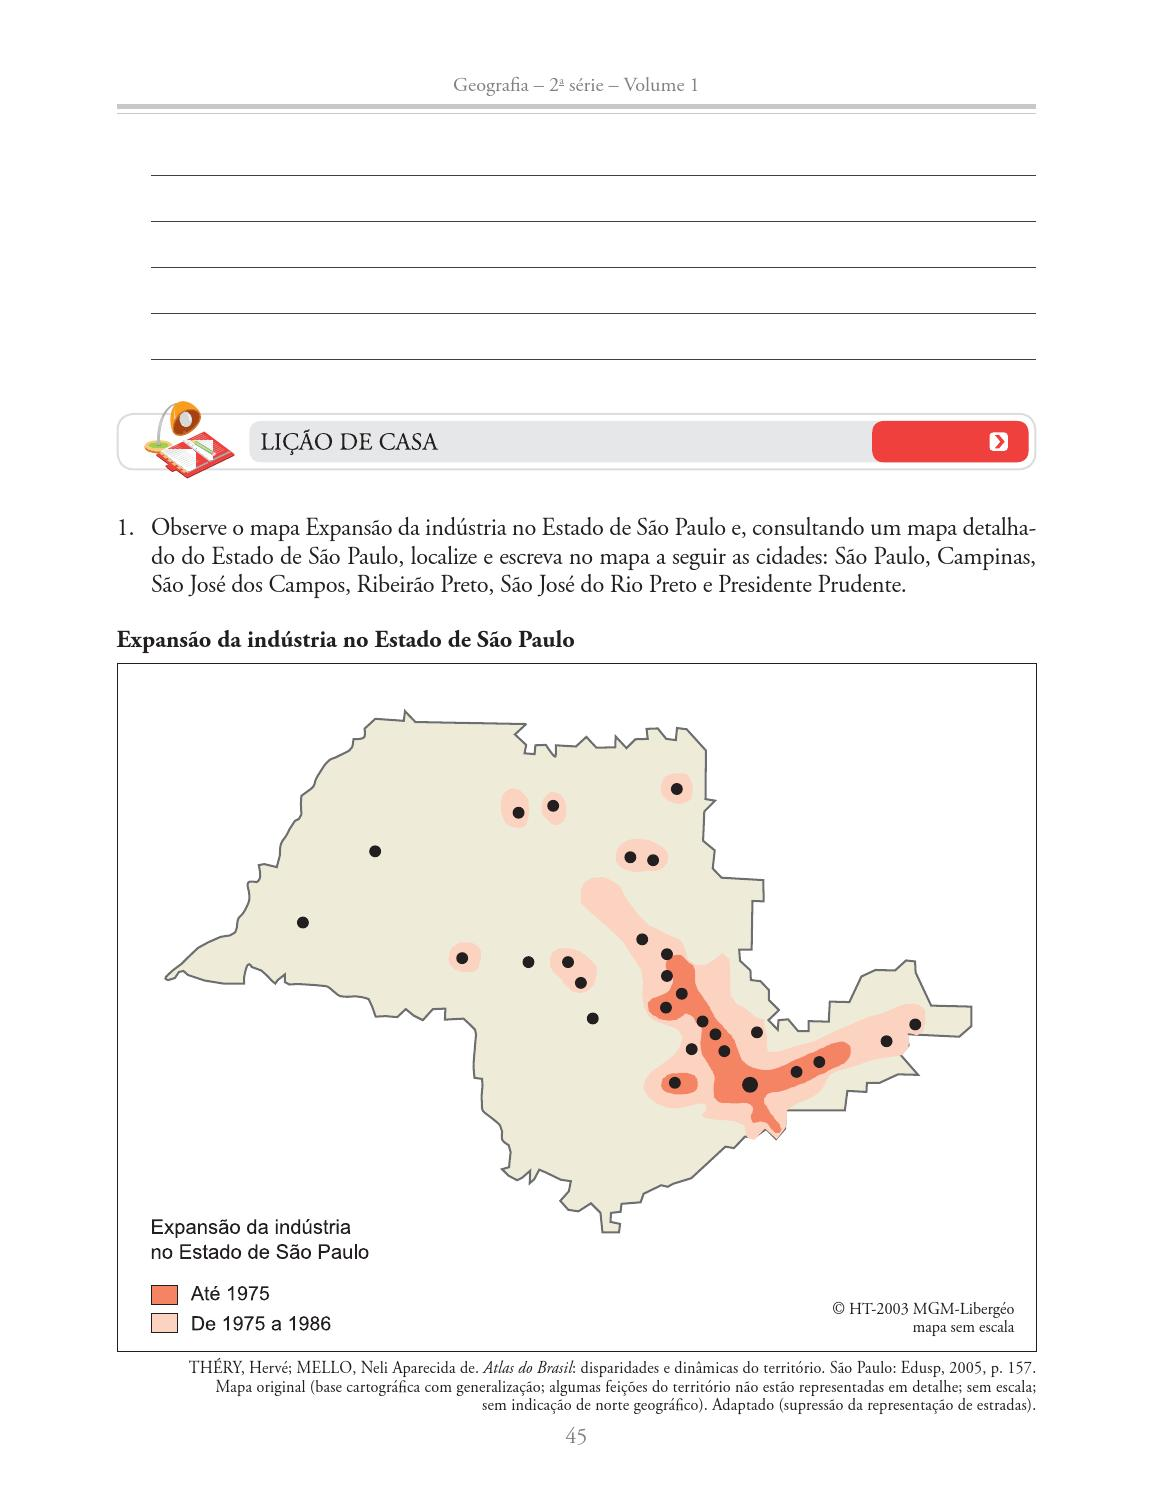 Geografia – 2ª série – Volume 1
LIÇÃO DE CASA
1. Observe o mapa Expansão da indústria no Estado de São Paulo e, consultando um mapa detalha-
do do Estado de São Paulo, localize e escreva no mapa a seguir as cidades: São Paulo, Campinas,
São José dos Campos, Ribeirão Preto, São José do Rio Preto e Presidente Prudente.
Expansão da indústria no Estado de São Paulo
Expansão da indústria
no Estado de São Paulo
Até 1975
De 1975 a 1986
© HT-2003 MGM-Libergéo
mapa sem escala
THÉRY, Hervé; MELLO, Neli Aparecida de. Atlas do Brasil: disparidades e dinâmicas do território. São Paulo: Edusp, 2005, p. 157.
Mapa original (base cartográfica com generalização; algumas feições do território não estão representadas em detalhe; sem escala;
sem indicação de norte geográfico). Adaptado (supressão da representação de estradas).
45